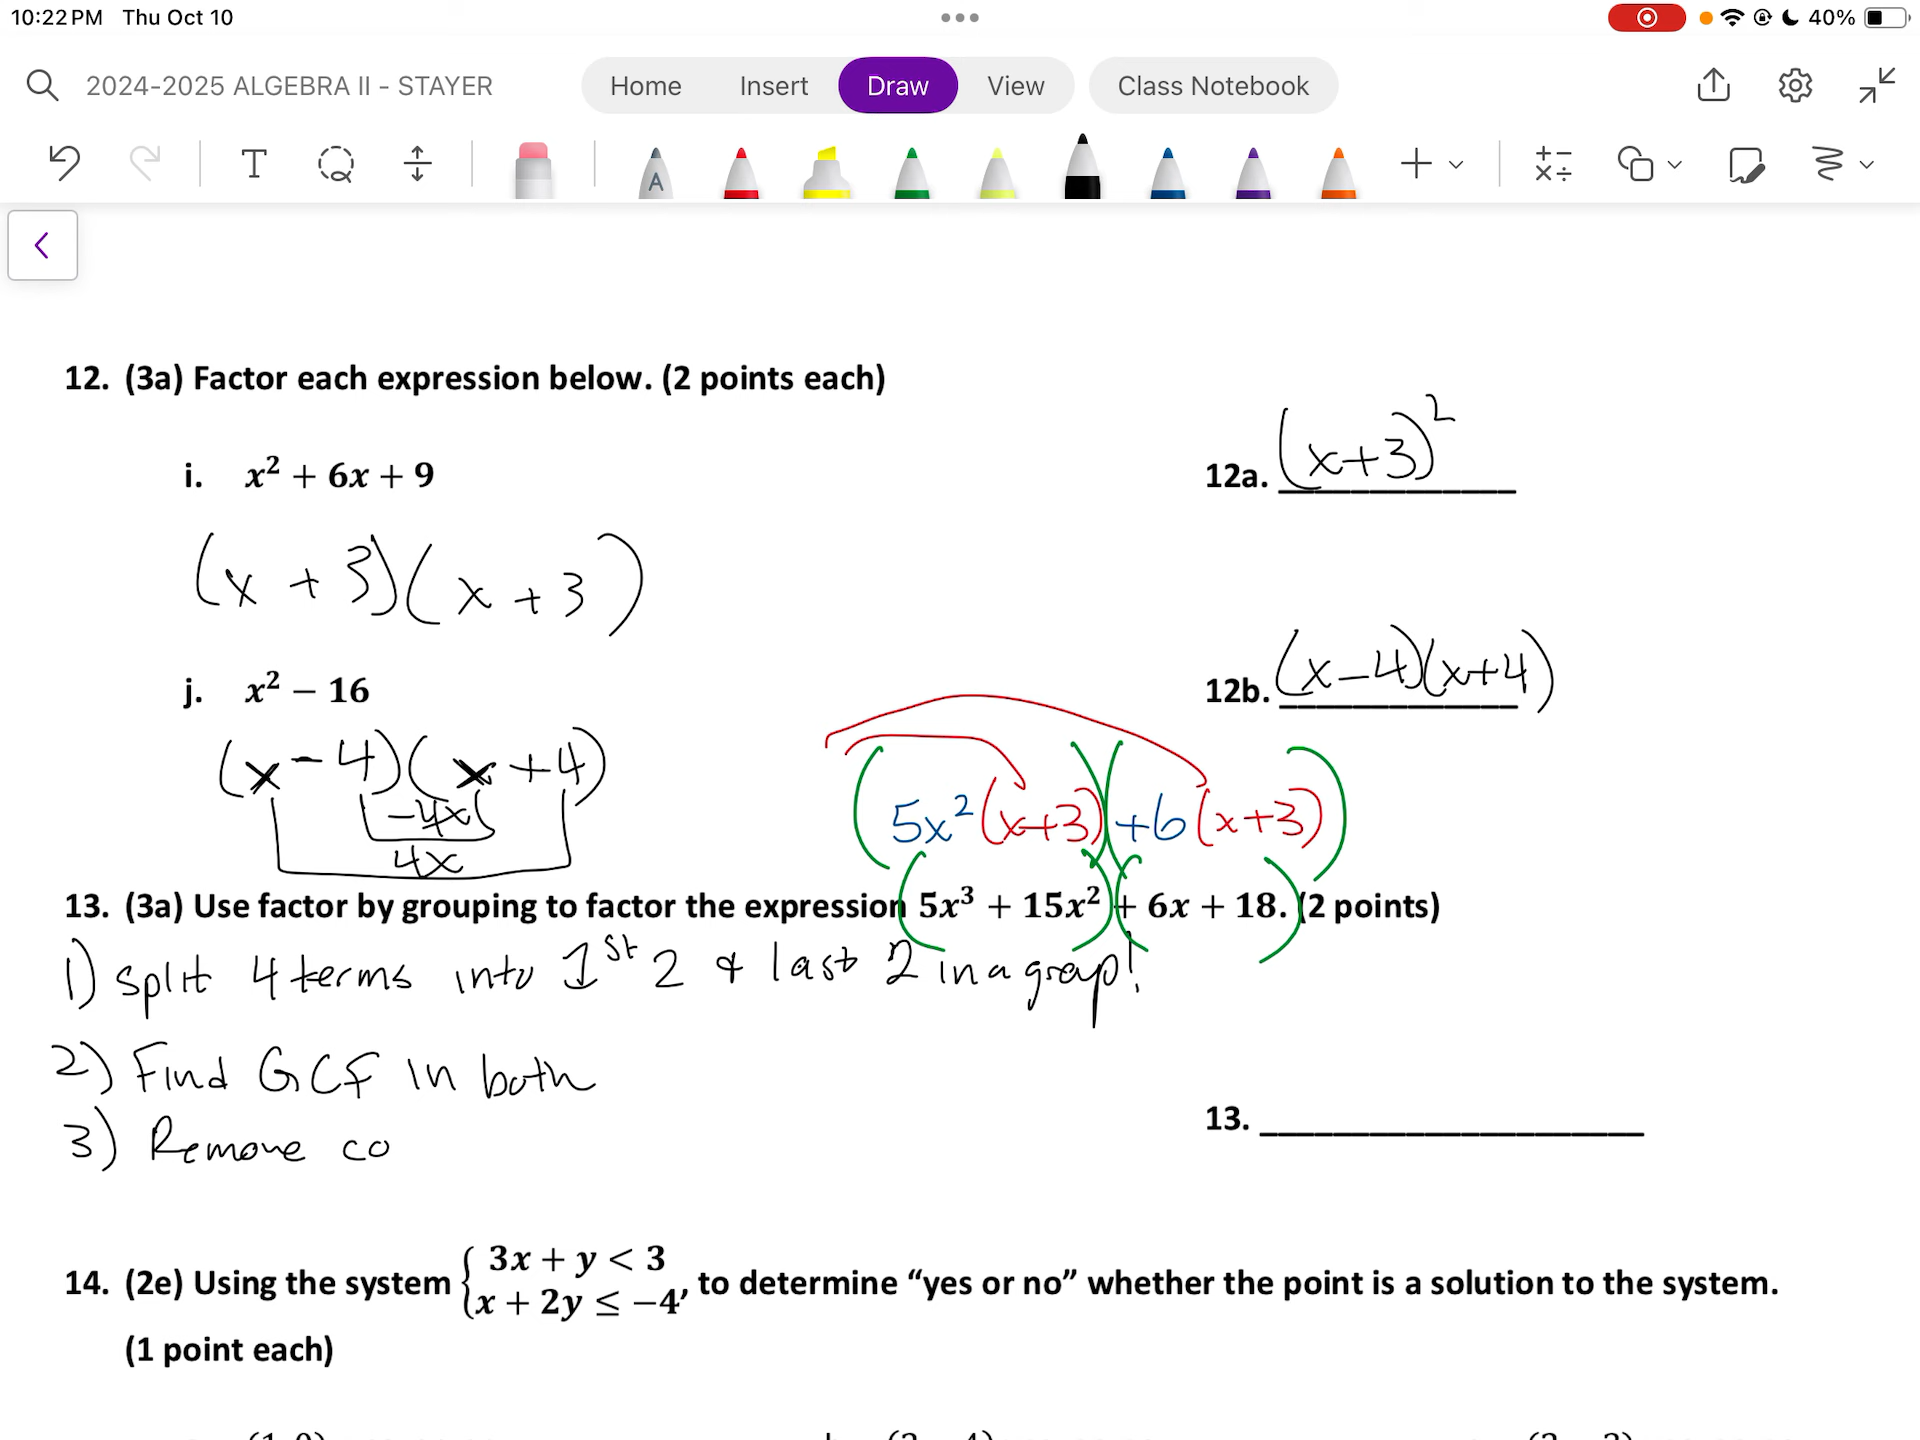 10:22 PM Thu Oct 10
40%
2024-2025 ALGEBRA II - STAYER
Home Insert Draw View Class Notebook
T A
12. (3a) Factor each expression below. (2 points each)
i. x² + 6x + 9
12a. (x+3)²
(x + 3)(x + 3)
j. x² − 16
12b. (x−4)(x+4)
(x − 4)(x + 4)
−4x
4x
(5x²(x+3))(+6(x+3))
13. (3a) Use factor by grouping to factor the expression (5x³ + 15x²)(+ 6x + 18.) (2 points)
1) split 4 terms into 1st 2 & last 2 in a group!
2) Find GCF in both
3) Remove co
13.
14. (2e) Using the system { 3x + y < 3
x + 2y ≤ −4, to determine “yes or no” whether the point is a solution to the system.
(1 point each)